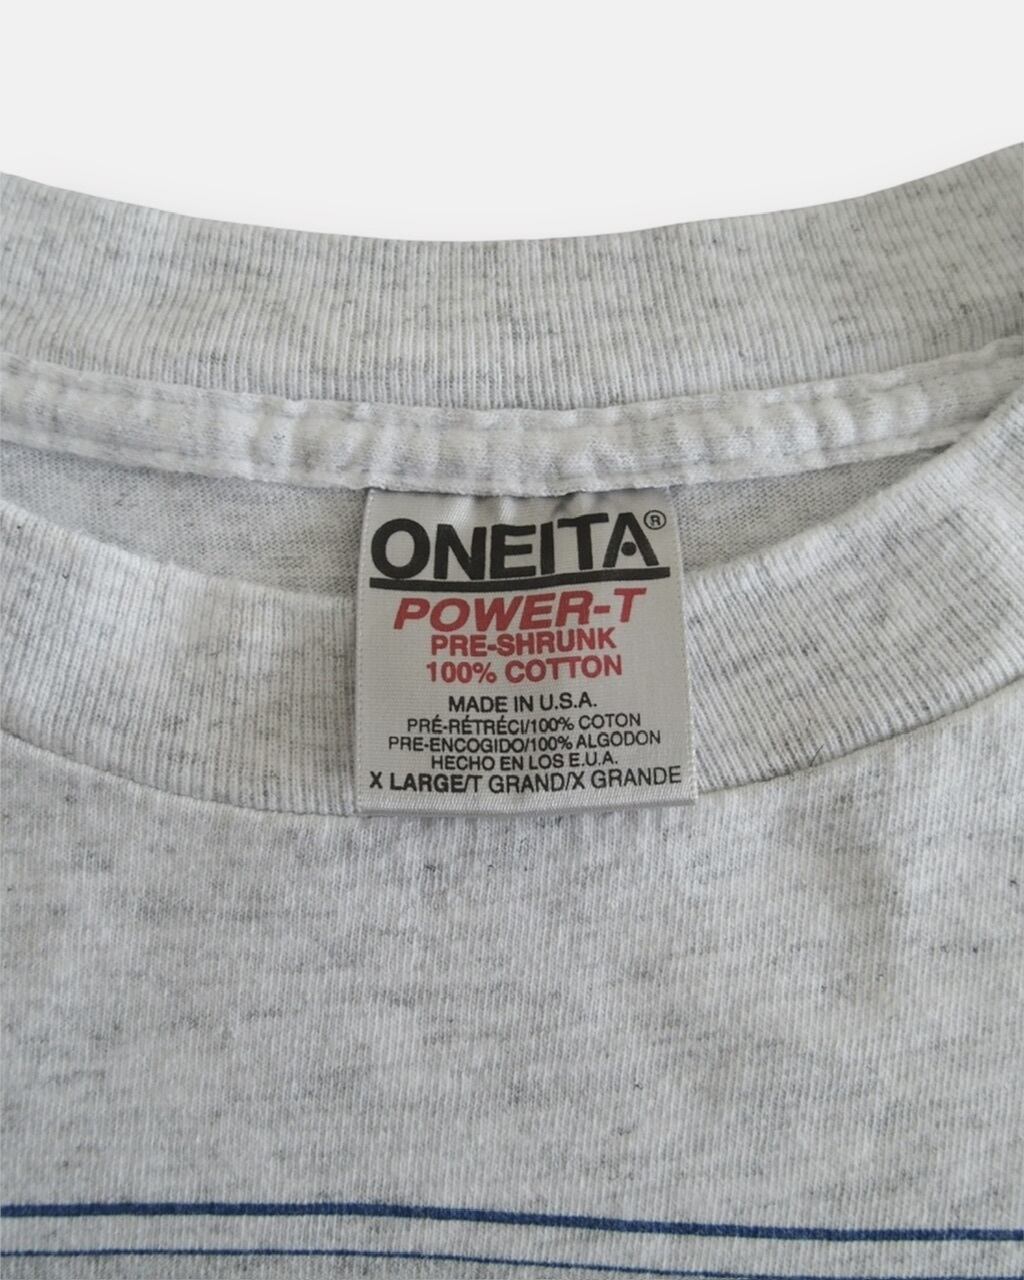 ONEITA®
POWER-T
PRE-SHRUNK
100% COTTON
MADE IN U.S.A.
PRÉ-RÉTRÉCI/100% COTON
PRE-ENCOGIDO/100% ALGODON
HECHO EN LOS E.U.A.
X LARGE/T GRAND/X GRANDE